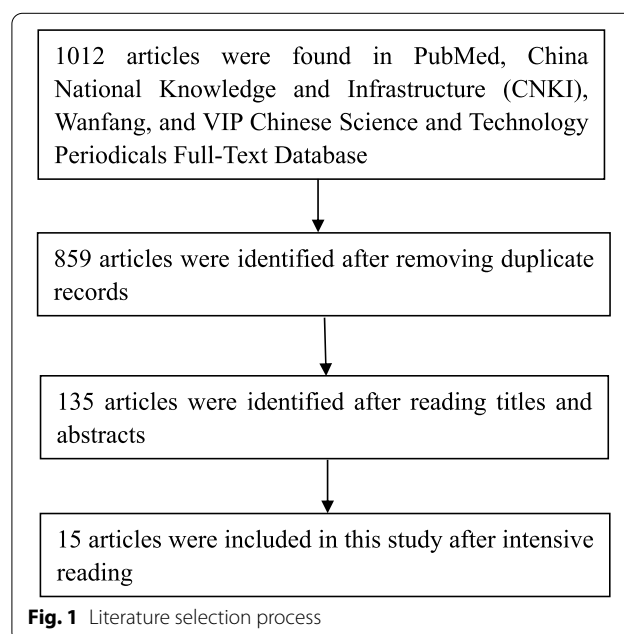 1012 articles were found in PubMed, China
National Knowledge and Infrastructure (CNKI),
Wanfang, and VIP Chinese Science and Technology
Periodicals Full-Text Database
859 articles were identified after removing duplicate
records
135 articles were identified after reading titles and
abstracts
15 articles were included in this study after intensive
reading
Fig. 1 Literature selection process